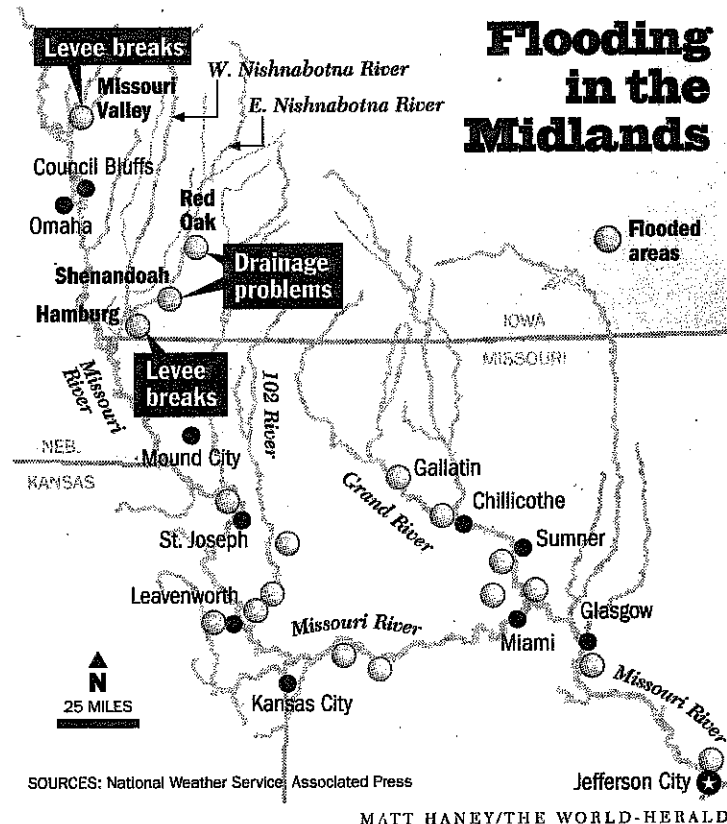 Flooding
in the
Midlands
Levee breaks
Missouri
Valley
W. Nishnabotna River
E. Nishnabotna River
Council Bluffs
Omaha
Red
Oak
Flooded
areas
Shenandoah
Drainage
problems
Hamburg
IOWA
MISSOURI
Levee
breaks
Missouri
River
102 River
NEB.
KANSAS
Mound City
Gallatin
Grand River
Chillicothe
St. Joseph
Sumner
Leavenworth
Missouri River
Miami
Glasgow
N
25 MILES
Kansas City
Missouri River
Jefferson City
SOURCES: National Weather Service, Associated Press
MATT HANEY/THE WORLD-HERALD